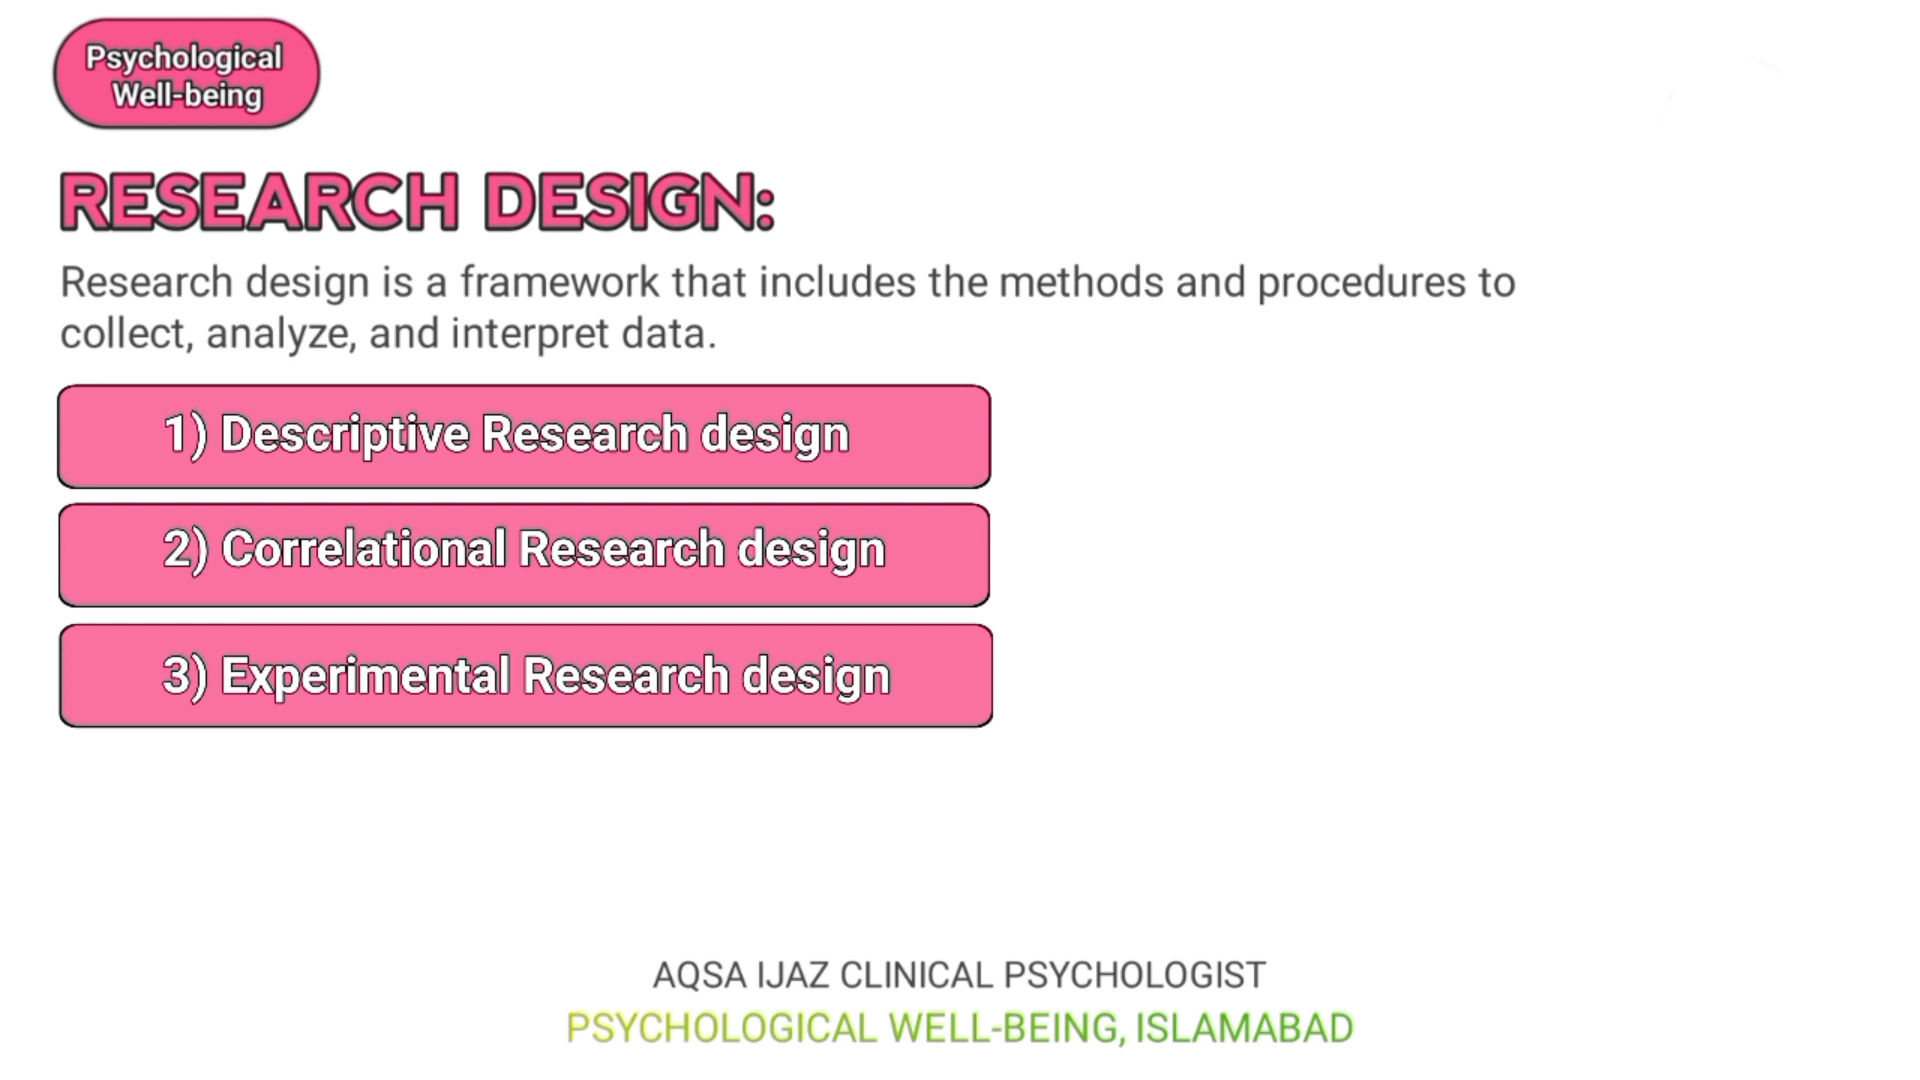 Psychological
Well-being
RESEARCH DESIGN:
Research design is a framework that includes the methods and procedures to
collect, analyze, and interpret data.
1) Descriptive Research design
2) Correlational Research design
3) Experimental Research design
AQSA IJAZ CLINICAL PSYCHOLOGIST
PSYCHOLOGICAL WELL-BEING, ISLAMABAD